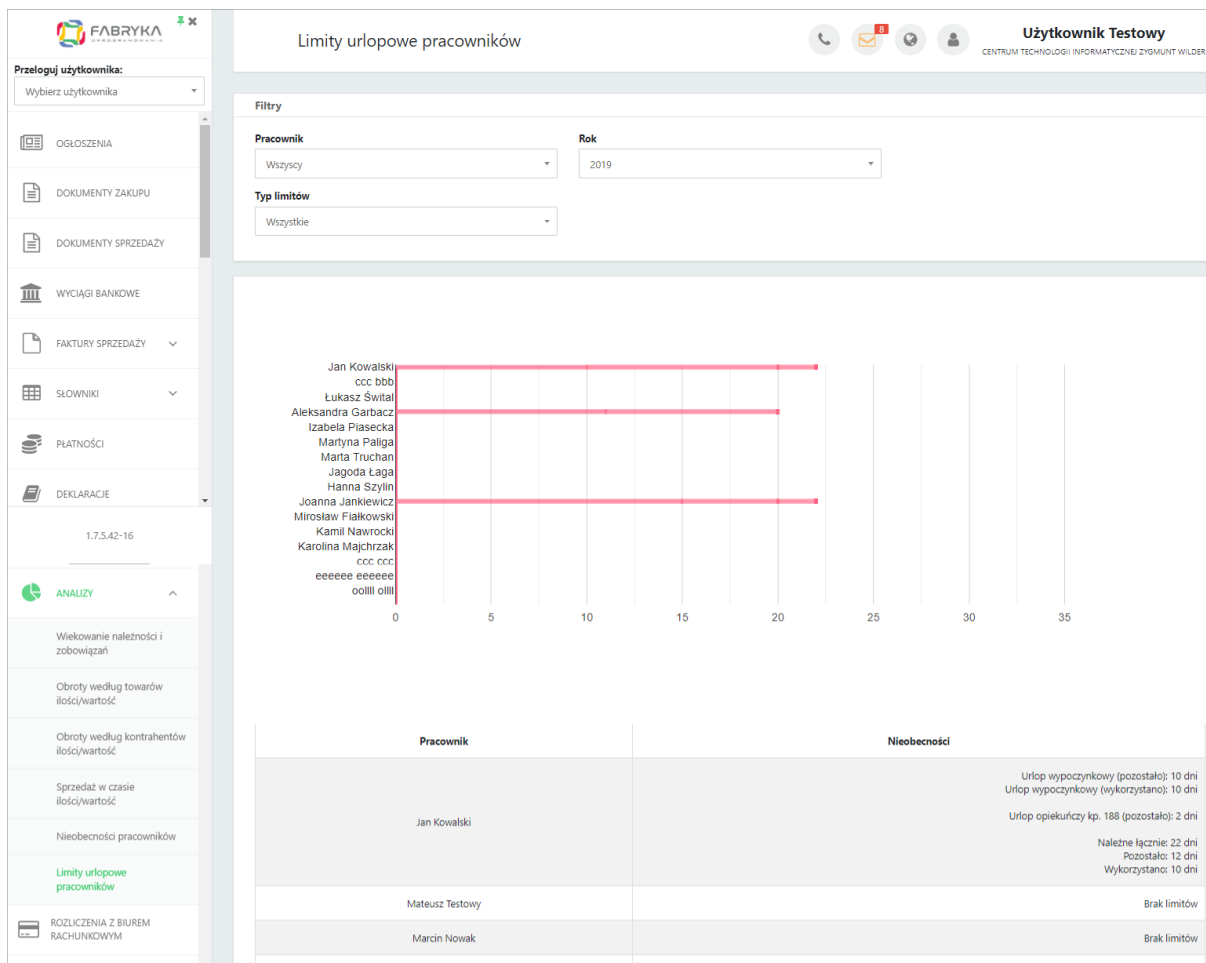 FABRYKA
OPROGRAMOWANIA
Przeloguj użytkownika:
Wybierz użytkownika
OGŁOSZENIA
DOKUMENTY ZAKUPU
DOKUMENTY SPRZEDAŻY
WYCIĄGI BANKOWE
FAKTURY SPRZEDAŻY
SŁOWNIKI
PŁATNOŚCI
DEKLARACJE
1.7.5.42-16
ANALIZY
Wiekowanie należności i
zobowiązań
Obroty według towarów
ilości/wartość
Obroty według kontrahentów
ilości/wartość
Sprzedaż w czasie
ilości/wartość
Nieobecności pracowników
Limity urlopowe
pracowników
ROZLICZENIA Z BIUREM
RACHUNKOWYM
Limity urlopowe pracowników
8
Użytkownik Testowy
CENTRUM TECHNOLOGII INFORMATYCZNEJ ZYGMUNT WILDER
Filtry
Pracownik
Rok
Wszyscy
2019
Typ limitów
Wszystkie
Jan Kowalski
ccc bbb
Łukasz Świtał
Aleksandra Garbacz
Izabela Piasecka
Martyna Paliga
Marta Truchan
Jagoda Łaga
Hanna Szylin
Joanna Jankiewicz
Mirosław Fiałkowski
Kamil Nawrocki
Karolina Majchrzak
ccc ccc
eeeeee eeeeee
0 5 10 15 20 25 30 35
Pracownik
Nieobecności
Jan Kowalski
Urlop wypoczynkowy (pozostało): 10 dni
Urlop wypoczynkowy (wykorzystano): 10 dni
Urlop opiekuńczy kp. 188 (pozostało): 2 dni
Należne łącznie: 22 dni
Pozostało: 12 dni
Wykorzystano: 10 dni
Mateusz Testowy
Brak limitów
Marcin Nowak
Brak limitów